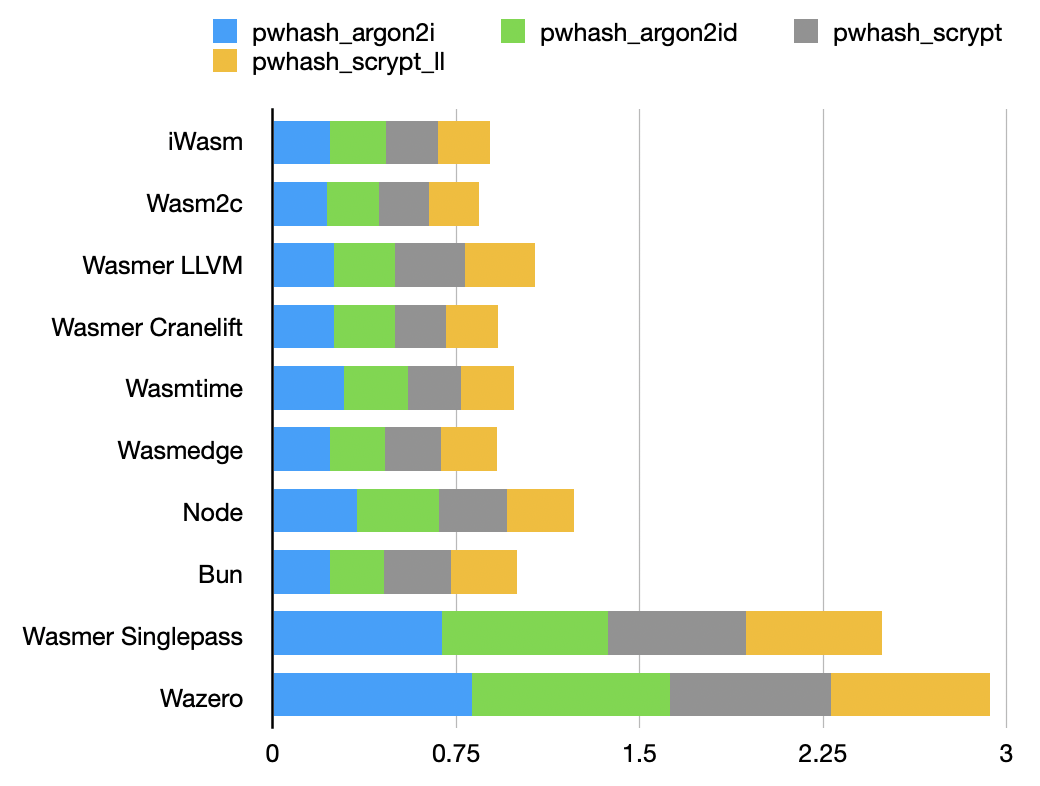 pwhash_argon2i pwhash_argon2id pwhash_scrypt
pwhash_scrypt_ll
iWasm
Wasm2c
Wasmer LLVM
Wasmer Cranelift
Wasmtime
Wasmedge
Node
Bun
Wasmer Singlepass
Wazero
0 0.75 1.5 2.25 3